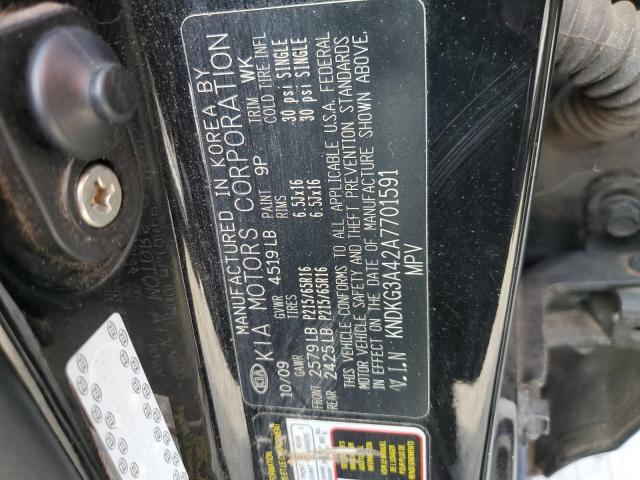 MANUFACTURED IN KOREA BY
KIA KIA MOTORS CORPORATION
10/09 GVWR 4519LB PAINT 9P TRIM WK
GAWR TIRES RIMS COLD TIRE INFL
FRONT 2579LB P215/65R16 6.5Jx16 30 psi SINGLE
REAR 2425LB P215/65R16 6.5Jx16 30 psi SINGLE
THIS VEHICLE CONFORMS TO ALL APPLICABLE U.S.A. FEDERAL
MOTOR VEHICLE SAFETY AND THEFT PREVENTION STANDARDS
IN EFFECT ON THE DATE OF MANUFACTURE SHOWN ABOVE.
V.I.N KNDKG3A42A7701591
MPV